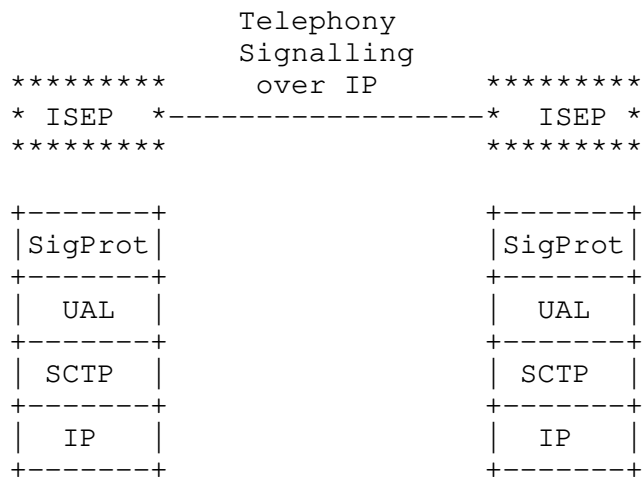 Telephony
Signalling
********* over IP *********
* ISEP *------------------* ISEP *
********* *********
+-------+ +-------+
|SigProt| |SigProt|
+-------+ +-------+
| UAL | | UAL |
+-------+ +-------+
| SCTP | | SCTP |
+-------+ +-------+
| IP | | IP |
+-------+ +-------+